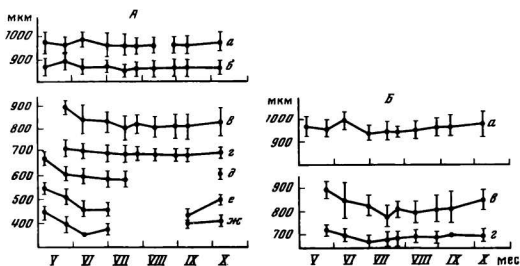 А
мкм
1000
900
а
б
900
800
700
600
500
400
в
г
д
е
ж
V VI VII VIII IX X
Б
мкм
1000
900
а
900
800
700
в
г
V VI VII VIII IX X мес